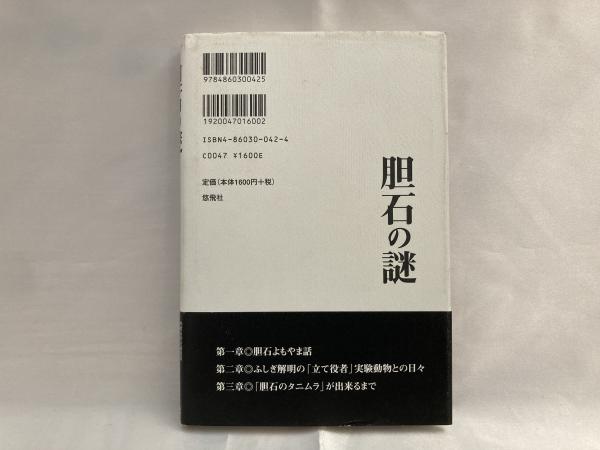 9784860300425
1920047016002
ISBN4-86030-042-4
C0047 ¥1600E
定価(本体1600円+税)
悠飛社
胆石の謎
第一章◎胆石よもやま話
第二章◎ふしぎ解明の「立て役者」実験動物との日々
第三章◎「胆石のタニムラ」が出来るまで